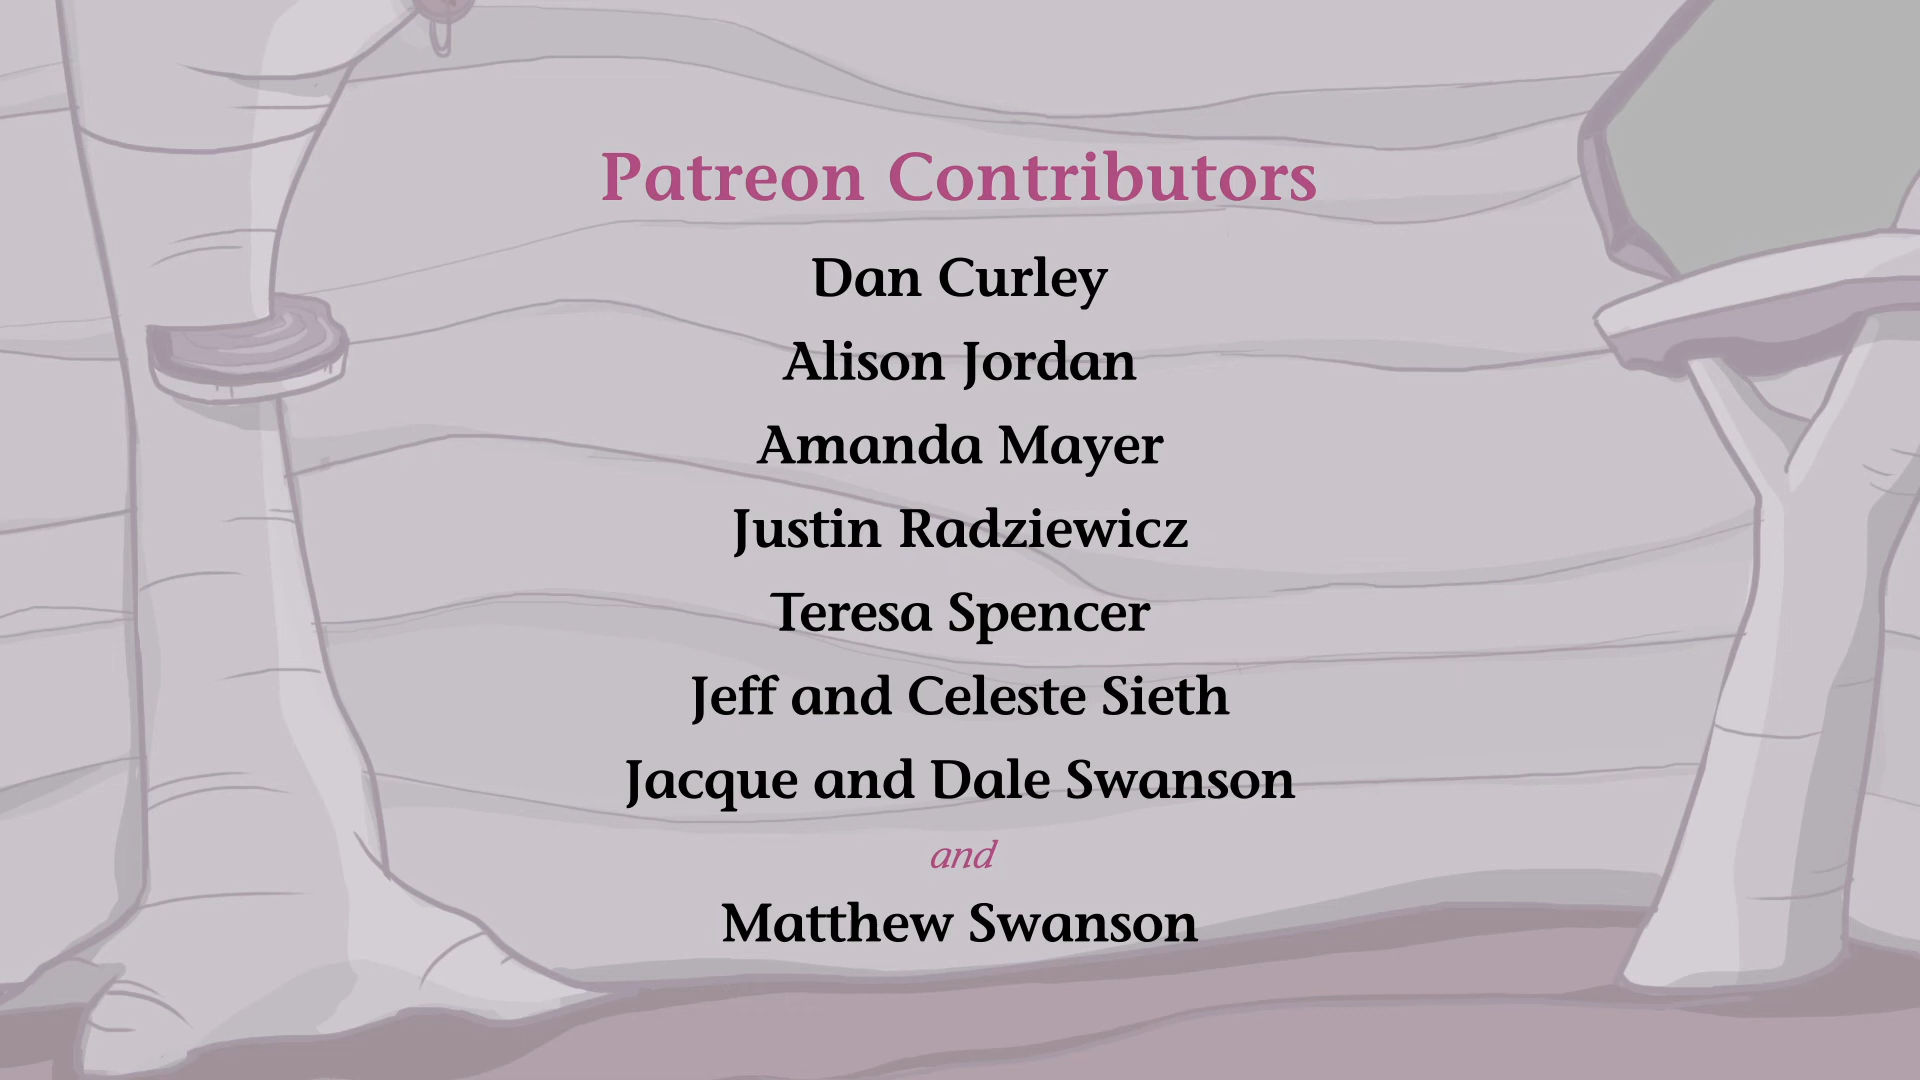 Patreon Contributors
Dan Curley
Alison Jordan
Amanda Mayer
Justin Radziewicz
Teresa Spencer
Jeff and Celeste Sieth
Jacque and Dale Swanson
and
Matthew Swanson